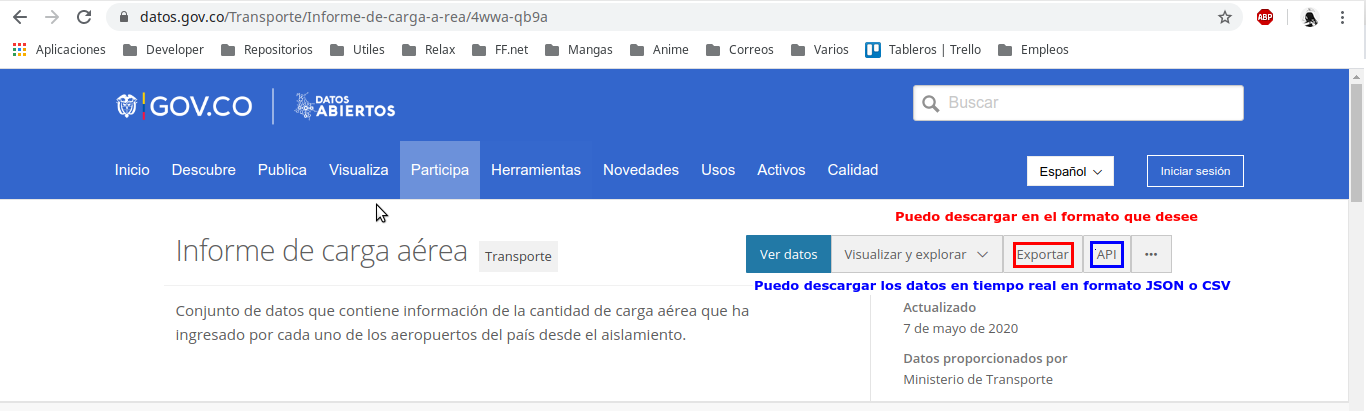 datos.gov.co/Transporte/Informe-de-carga-a-rea/4wwa-qb9a
ABP
Aplicaciones Developer Repositorios Utiles Relax FF.net Mangas Anime Correos Varios Tableros | Trello Empleos
GOV.CO DATOS ABIERTOS Buscar
Inicio Descubre Publica Visualiza Participa Herramientas Novedades Usos Activos Calidad Español Iniciar sesión
Puedo descargar en el formato que desee
Informe de carga aérea Transporte Ver datos Visualizar y explorar Exportar API ...
Puedo descargar los datos en tiempo real en formato JSON o CSV
Conjunto de datos que contiene información de la cantidad de carga aérea que ha
ingresado por cada uno de los aeropuertos del país desde el aislamiento.
Actualizado
7 de mayo de 2020
Datos proporcionados por
Ministerio de Transporte